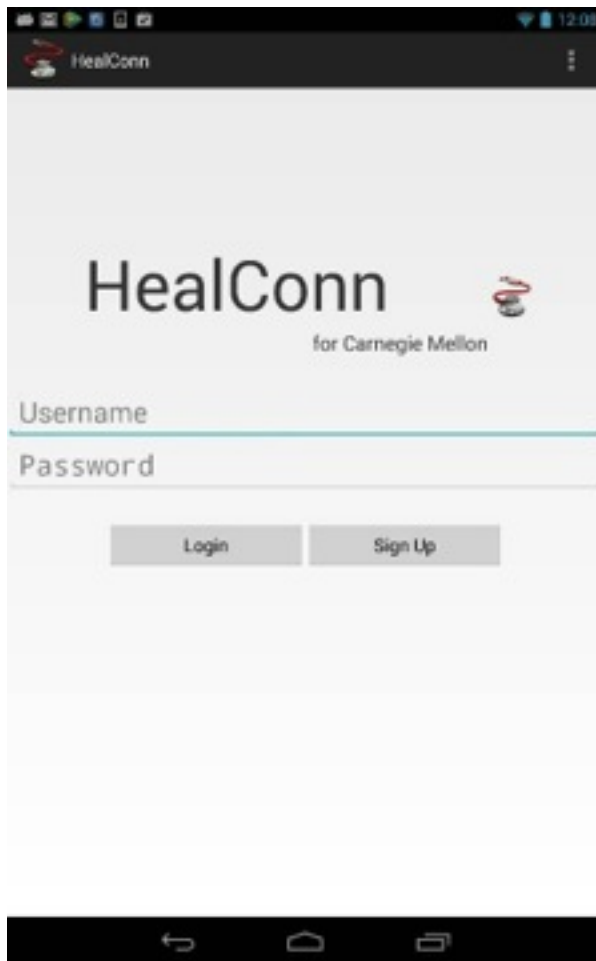 12:08
HealConn
HealConn
for Carnegie Mellon
Username
Password
Login Sign Up